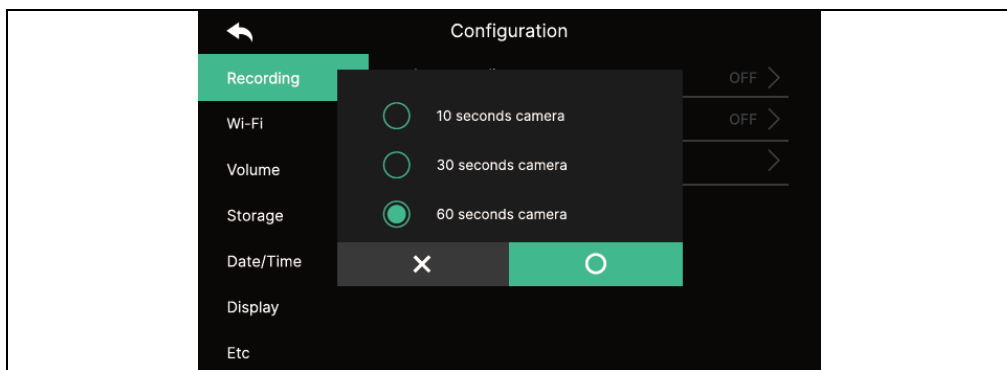 Configuration
Recording
OFF
Wi-Fi
OFF
10 seconds camera
Volume
30 seconds camera
Storage
60 seconds camera
Date/Time
Display
Etc